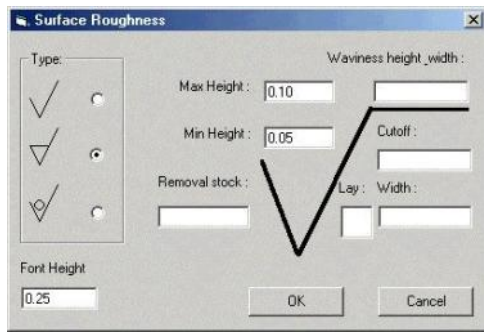 Surface Roughness
Type:
Waviness height_width :
Max Height :
0.10
Min Height :
0.05
Cutoff :
Removal stock :
Lay :
Width :
Font Height
0.25
OK
Cancel